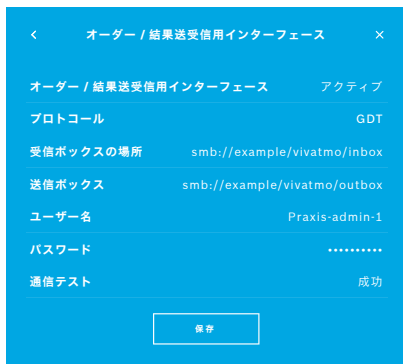 オーダー / 結果送受信用インターフェース
オーダー / 結果送受信用インターフェース アクティブ
プロトコール GDT
受信ボックスの場所 smb://example/vivatmo/inbox
送信ボックス smb://example/vivatmo/outbox
ユーザー名 Praxis-admin-1
パスワード ••••••••••
通信テスト 成功
保存